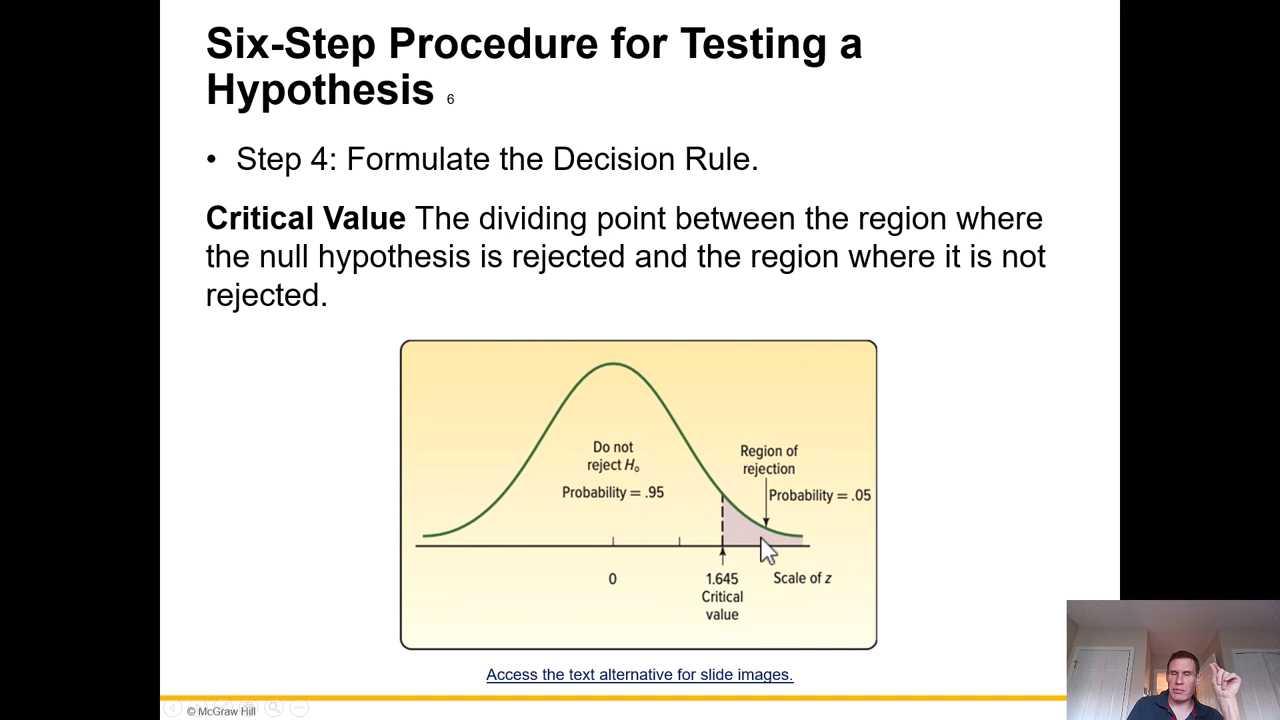 Six-Step Procedure for Testing a
Hypothesis 6
• Step 4: Formulate the Decision Rule.
Critical Value The dividing point between the region where
the null hypothesis is rejected and the region where it is not
rejected.
Do not
reject H₀
Probability = .95
Region of
rejection
Probability = .05
0
1.645
Critical
value
Scale of z
Access the text alternative for slide images.
© McGraw Hill